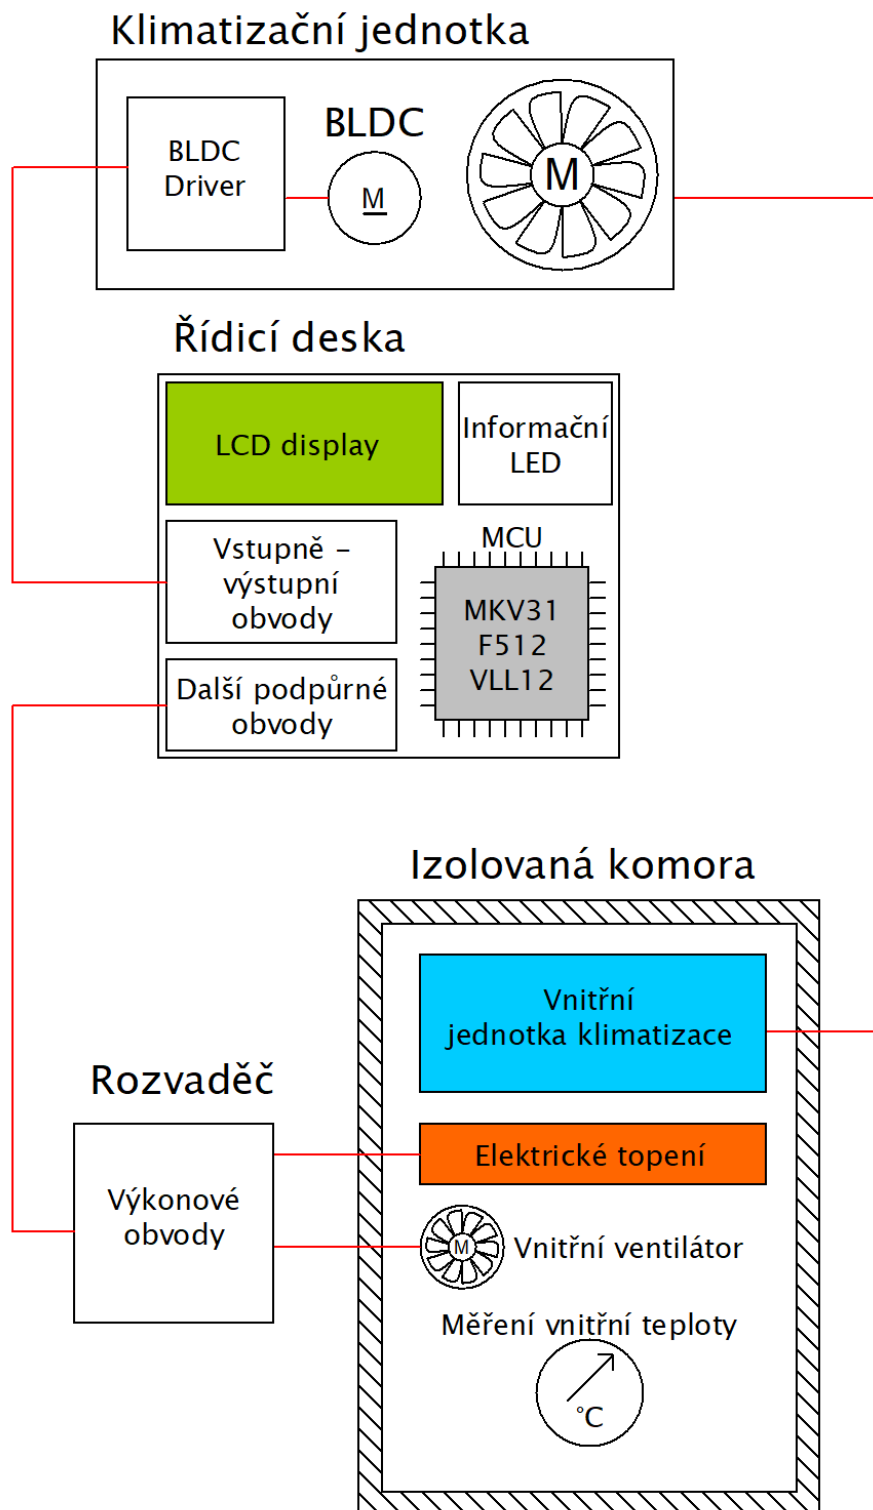 Klimatizační jednotka
BLDC
Driver
BLDC
M
M
Řídicí deska
LCD display
Informační
LED
Vstupně –
výstupní
obvody
MCU
MKV31
F512
VLL12
Další podpůrné
obvody
Izolovaná komora
Vnitřní
jednotka klimatizace
Rozvaděč
Výkonové
obvody
Elektrické topení
M
Vnitřní ventilátor
Měření vnitřní teploty
°C